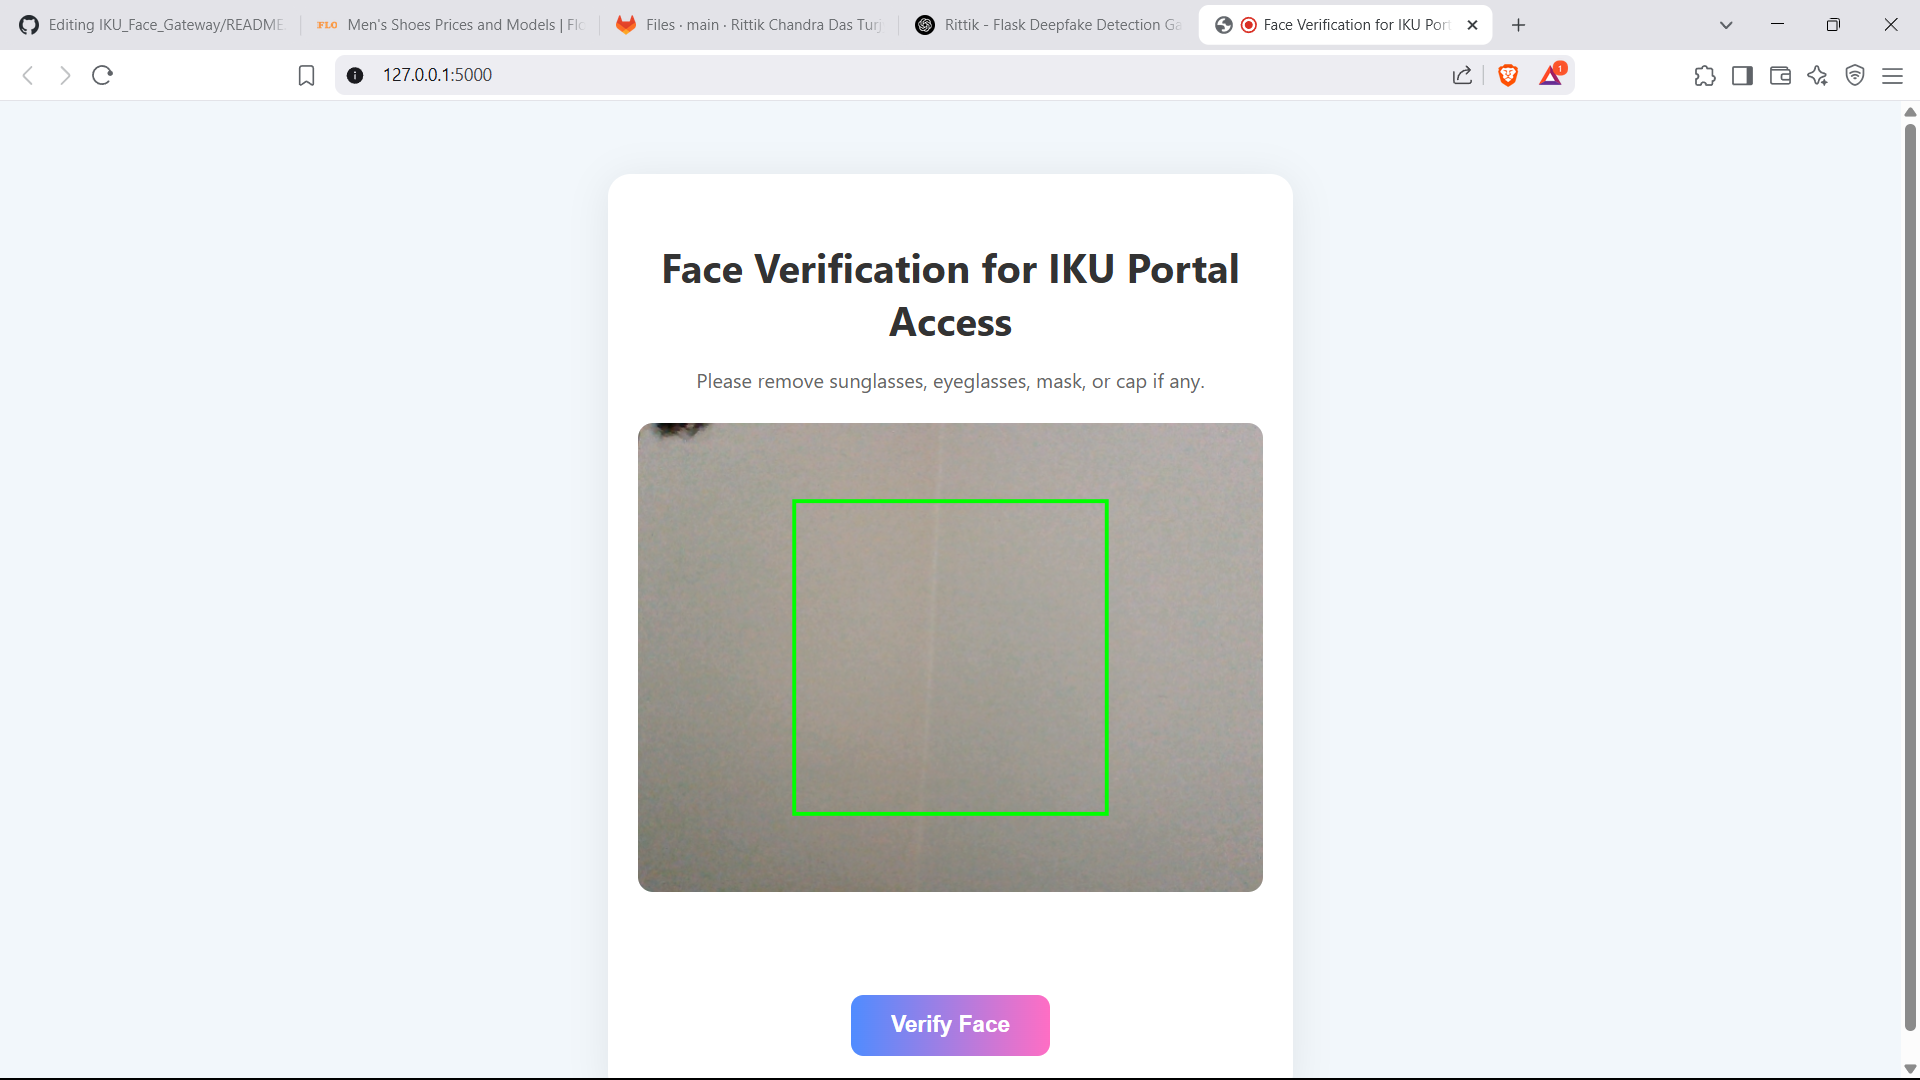 Editing IKU_Face_Gateway/README
FLO Men's Shoes Prices and Models | Flo
Files · main · Rittik Chandra Das Turj
Rittik - Flask Deepfake Detection Ga
Face Verification for IKU Port
127.0.0.1:5000
1
Face Verification for IKU Portal
Access
Please remove sunglasses, eyeglasses, mask, or cap if any.
Verify Face